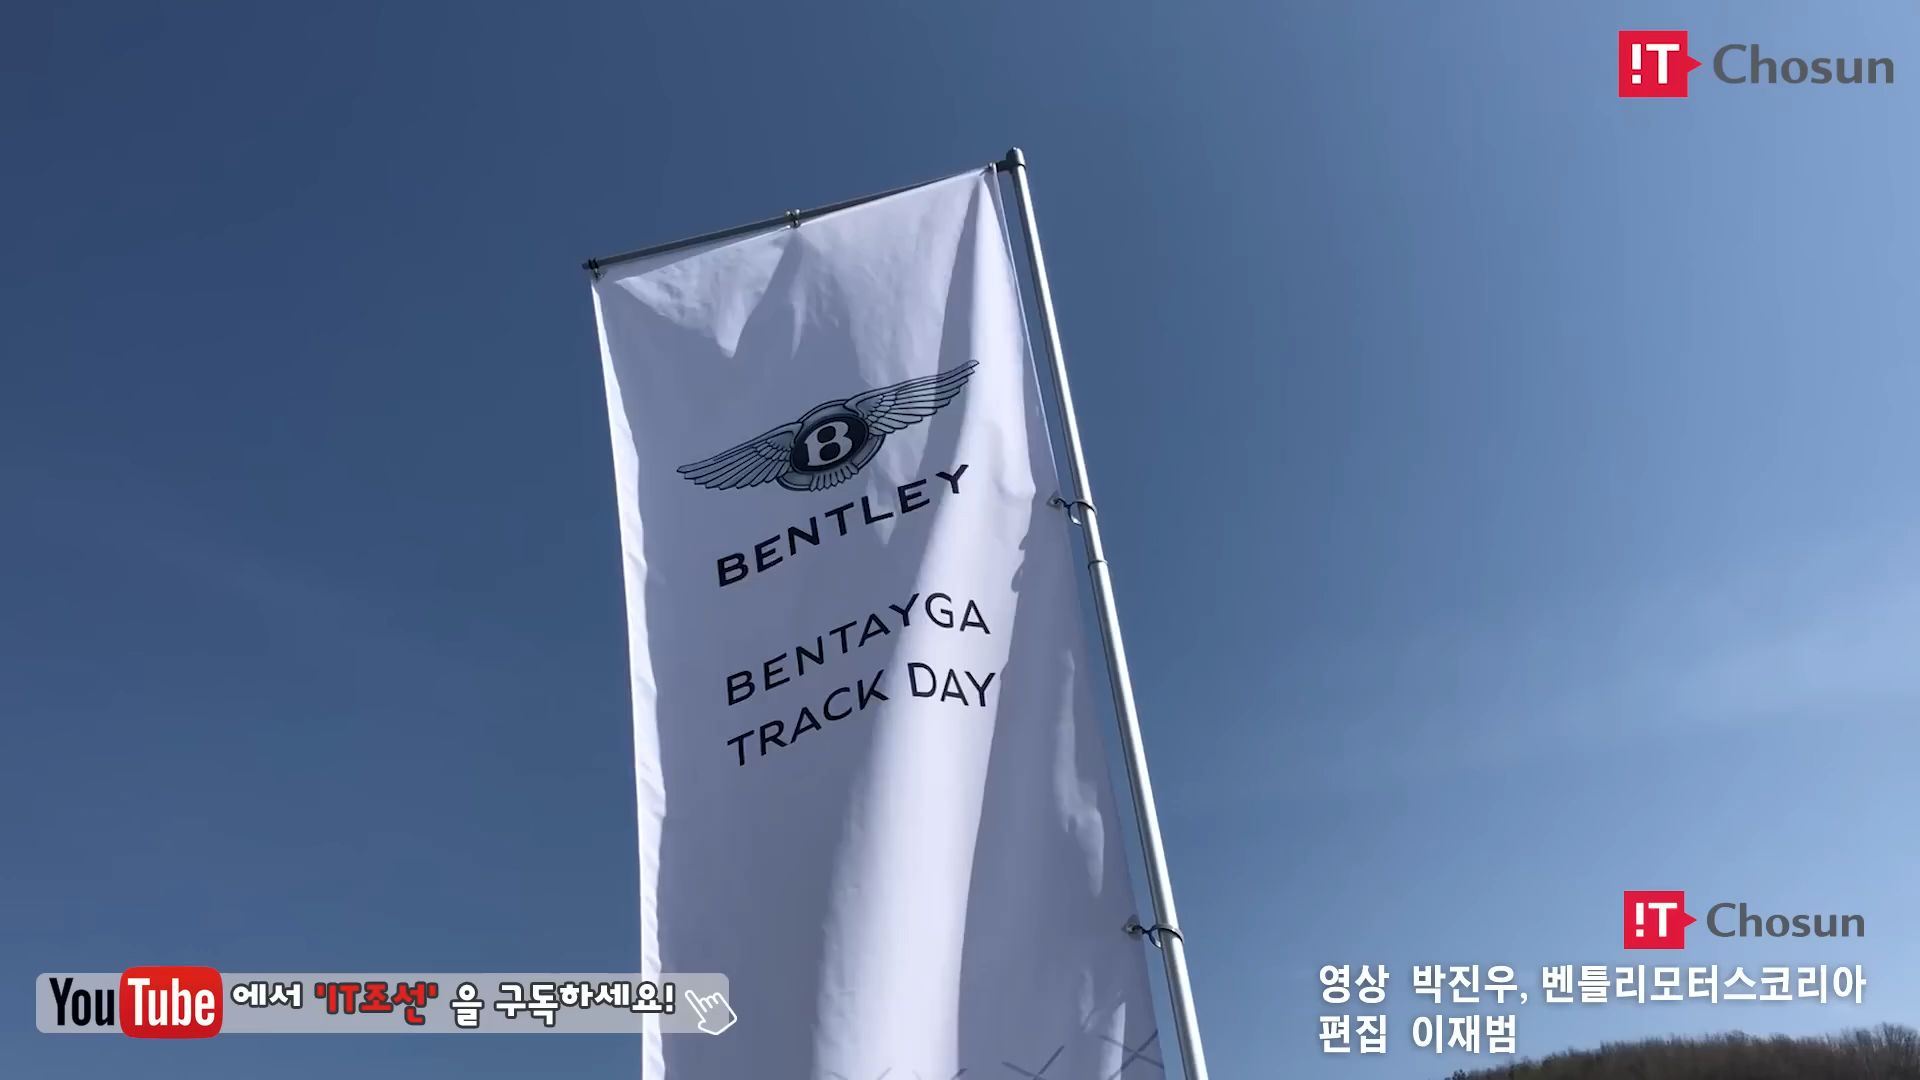 !T Chosun
B
BENTLEY
BENTAYGA
TRACK DAY
!T Chosun
YouTube 에서 'IT조선' 을 구독하세요!
영상 박진우, 벤틀리모터스코리아
편집 이재범